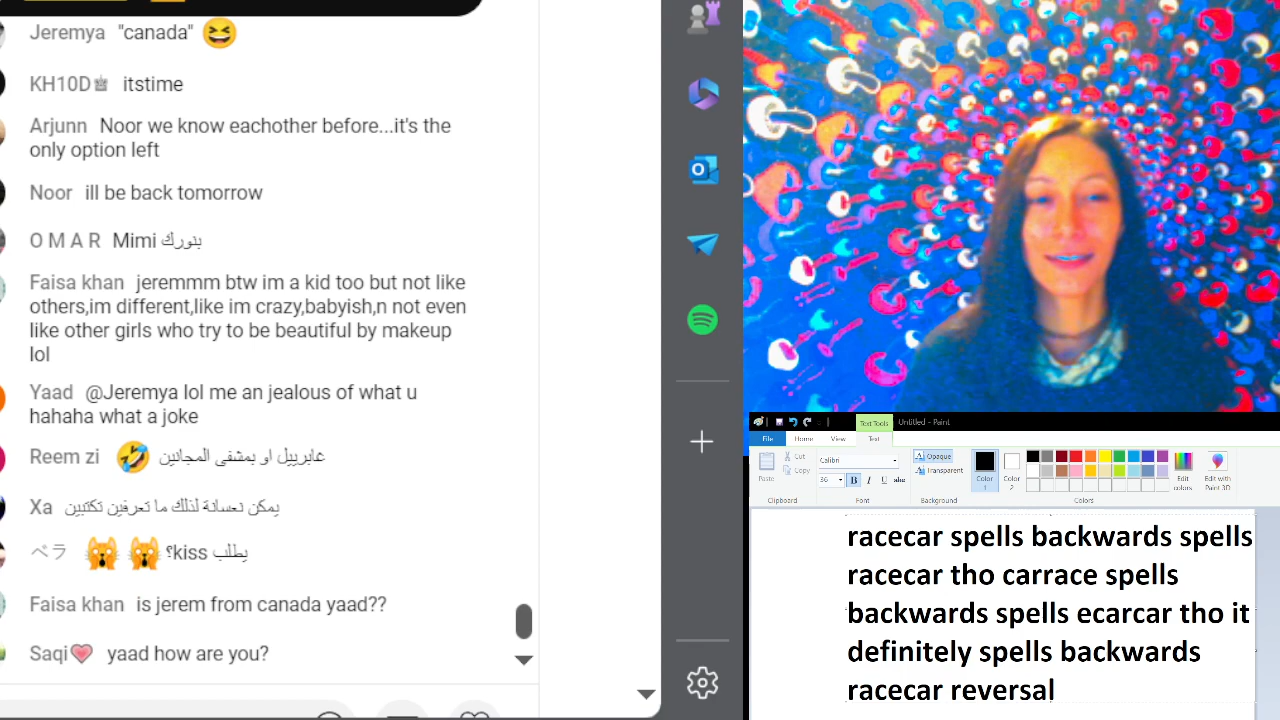 Jeremya "canada" 😆
KH10D♕ itstime
Arjunn Noor we know eachother before...it's the
only option left
Noor ill be back tomorrow
O M A R Mimi بنورك
Faisa khan jeremmm btw im a kid too but not like
others,im different,like im crazy,babyish,n not even
like other girls who try to be beautiful by makeup
lol
Yaad @Jeremya lol me an jealous of what u
hahaha what a joke
Reem zi 🤣 غابرييل او بمشفى المجانين
Xa يمكن نعسانة لذلك ما تعرفين تكتبين
ペラ 🙀 🙀 يطلب kiss؟
Faisa khan is jerem from canada yaad??
Saqi💗 yaad how are you?
Text Tools Untitled - Paint
File Home View Text
Paste Cut Copy Clipboard
Calibri 36 B I U abc Font
Opaque Transparent Background
Color 1 Color 2 Edit colors Colors
Edit with Paint 3D
racecar spells backwards spells
racecar tho carrace spells
backwards spells ecarcar tho it
definitely spells backwards
racecar reversal